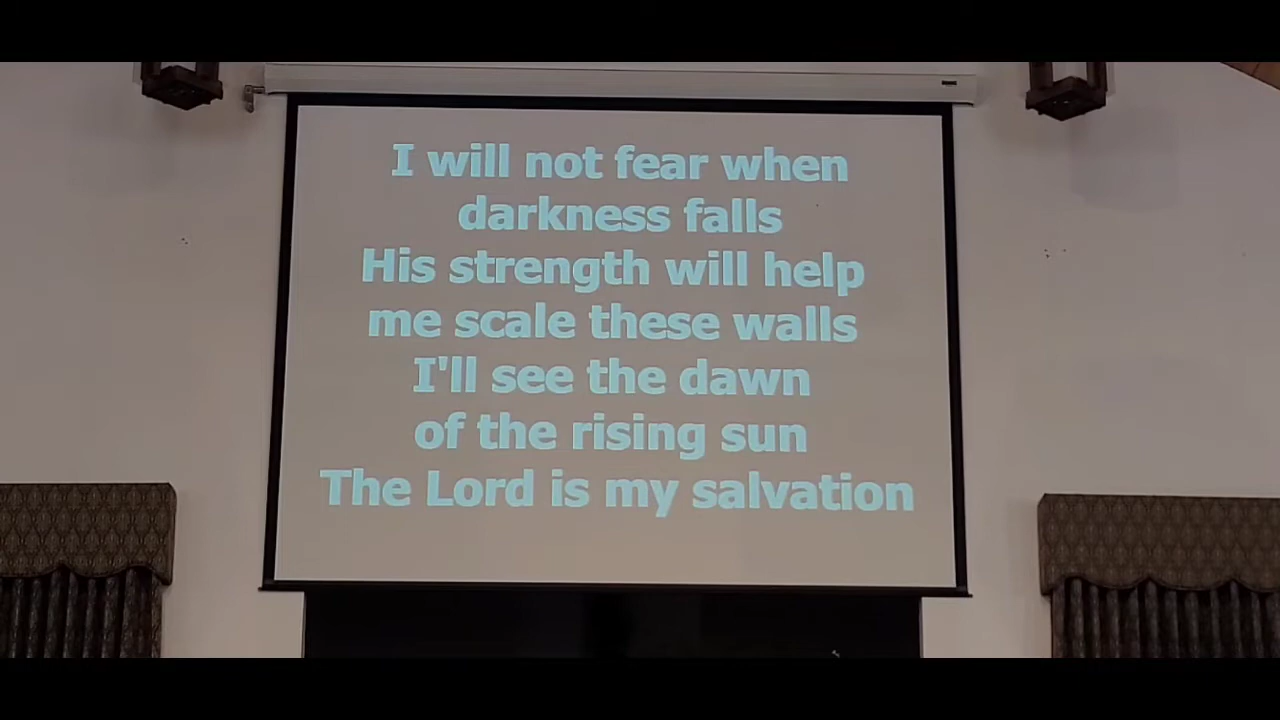 I will not fear when
darkness falls
His strength will help
me scale these walls
I'll see the dawn
of the rising sun
The Lord is my salvation